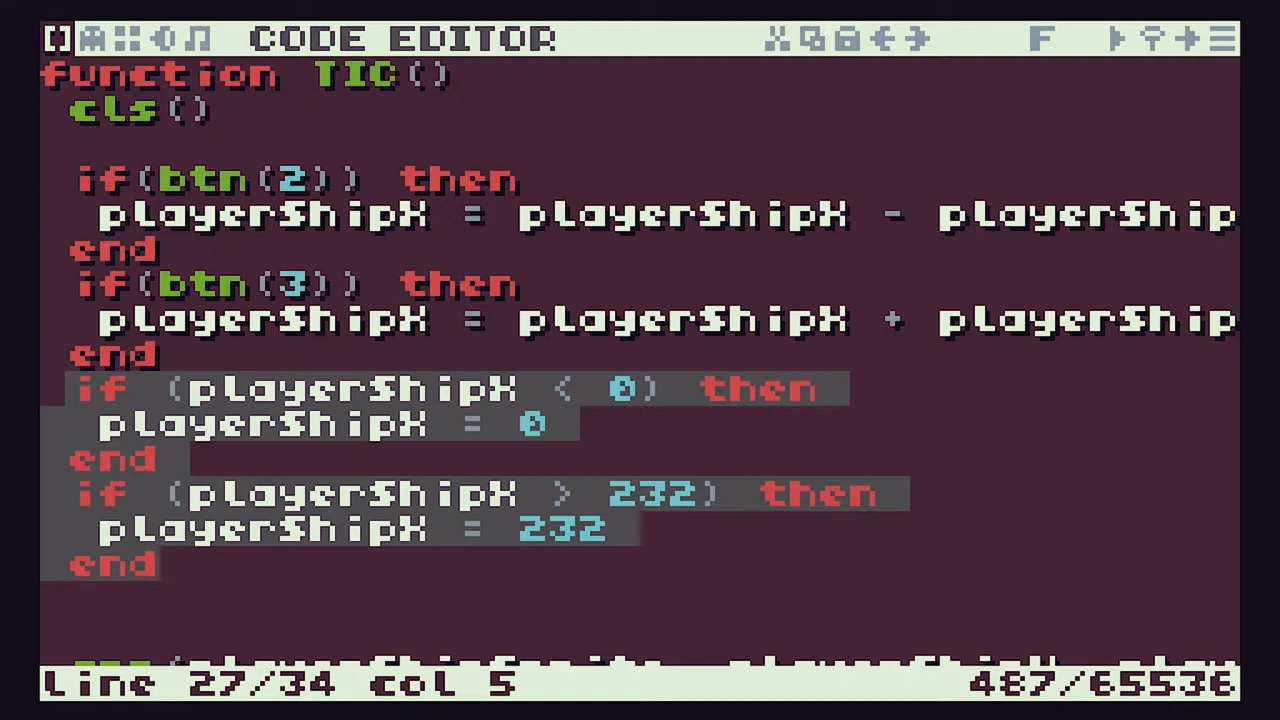 CODE EDITOR F
function TIC()
cls()
if(btn(2)) then
playerShipX = playerShipX - playerShip
end
if(btn(3)) then
playerShipX = playerShipX + playerShip
end
if (playerShipX < 0) then
playerShipX = 0
end
if (playerShipX > 232) then
playerShipX = 232
end
line 27/34 col 5 487/65536